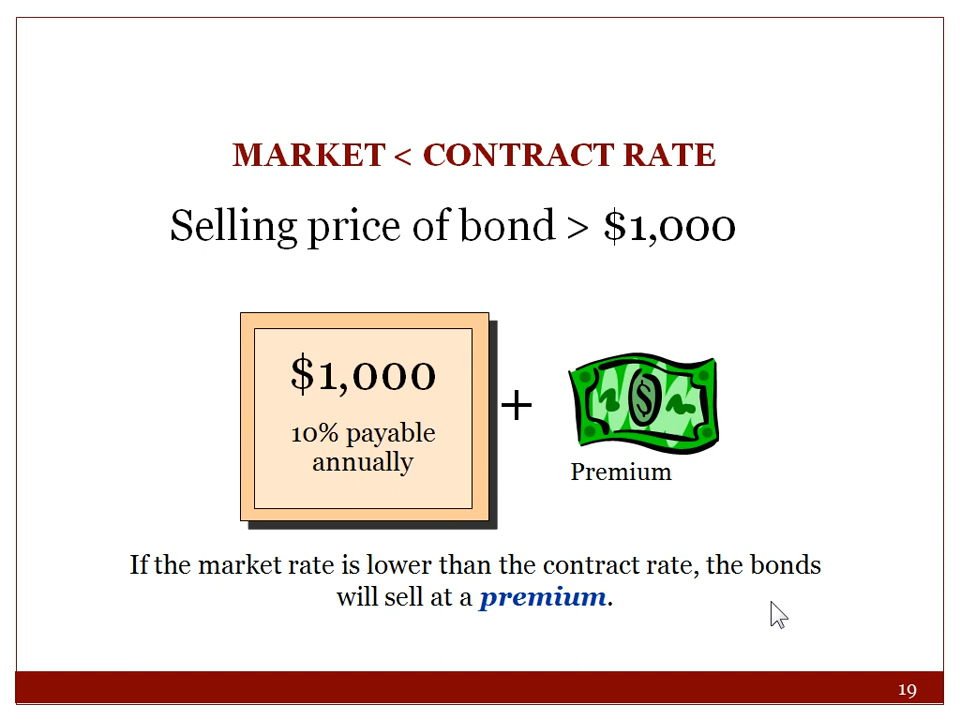 MARKET < CONTRACT RATE
Selling price of bond > $1,000
$1,000
10% payable
annually
+
$
Premium
If the market rate is lower than the contract rate, the bonds
will sell at a premium.
19